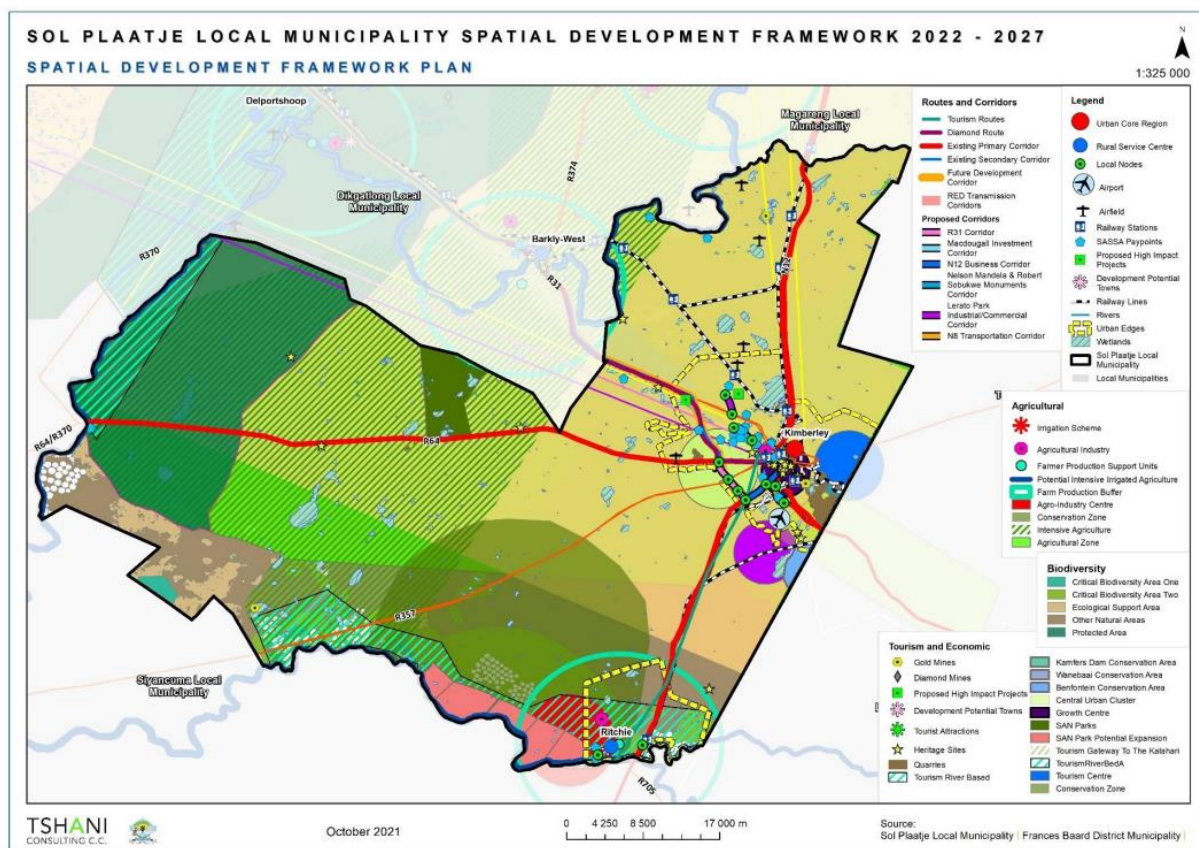 SOL PLAATJE LOCAL MUNICIPALITY SPATIAL DEVELOPMENT FRAMEWORK 2022 - 2027
SPATIAL DEVELOPMENT FRAMEWORK PLAN
N
1:325 000
Delportshoop
Dikgatlong Local
Municipality
Barkly-West
Magareng Local
Municipality
R374
R370
R31
N12
R64/R370
R64
R357
Kimberley
Siyancuma Local
Municipality
Ritchie
R705
Routes and Corridors
Tourism Routes
Diamond Route
Existing Primary Corridor
Existing Secondary Corridor
Future Development
Corridor
RED Transmission
Corridors
Proposed Corridors
R31 Corridor
Macdougall Investment
Corridor
N12 Business Corridor
Nelson Mandela & Robert
Sobukwe Monuments
Corridor
Lerato Park
Industrial/Commercial
Corridor
N8 Transportation Corridor
Legend
Urban Core Region
Rural Service Centre
Local Nodes
Airport
Airfield
Railway Stations
SASSA Paypoints
Proposed High Impact
Projects
Development Potential
Towns
Railway Lines
Rivers
Urban Edges
Wetlands
Sol Plaatje Local
Municipality
Local Municipalities
Agricultural
Irrigation Scheme
Agricultural Industry
Farmer Production Support Units
Potential Intensive Irrigated Agriculture
Farm Production Buffer
Agro-Industry Centre
Conservation Zone
Intensive Agriculture
Agricultural Zone
Biodiversity
Critical Biodiversity Area One
Critical Biodiversity Area Two
Ecological Support Area
Other Natural Areas
Protected Area
Tourism and Economic
Gold Mines
Diamond Mines
Proposed High Impact Projects
Development Potential Towns
Tourist Attractions
Heritage Sites
Quarries
Tourism River Based
Kamfers Dam Conservation Area
Wanebaai Conservation Area
Benfontein Conservation Area
Central Urban Cluster
Growth Centre
SAN Parks
SAN Park Potential Expansion
Tourism Gateway To The Kalahari
TourismRiverBedA
Tourism Centre
Conservation Zone
TSHANI
CONSULTING C.C.
October 2021
0 4 250 8 500 17 000 m
Source:
Sol Plaatje Local Municipality | Frances Baard District Municipality |